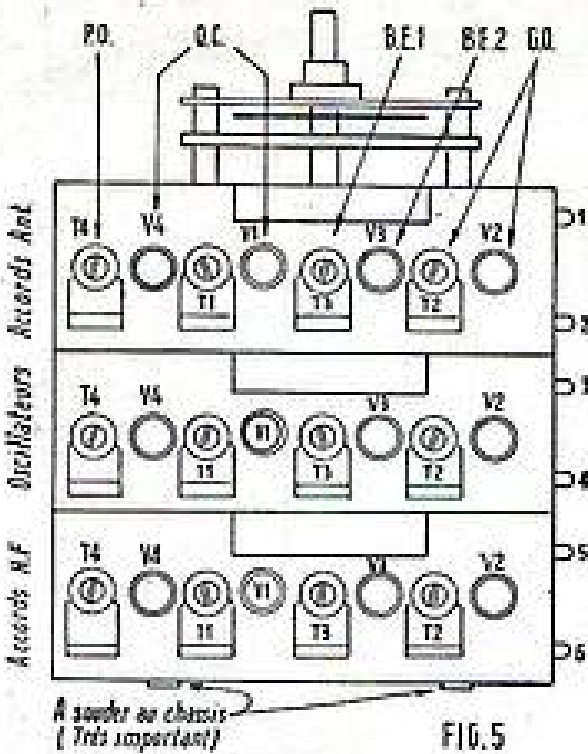 P.O. O.C. B.E.1 B.E.2 G.O.
Accords Ant.
T4 V4 V1 V3 V2
T1 T3 T2
1
2
Oscillateurs
T4 V4 V1 V3 V2
T1 T3 T2
3
4
Accords H.F
T4 V4 V1 V3 V2
T1 T3 T2
5
6
A souder au chassis
(Très important)
FIG.5